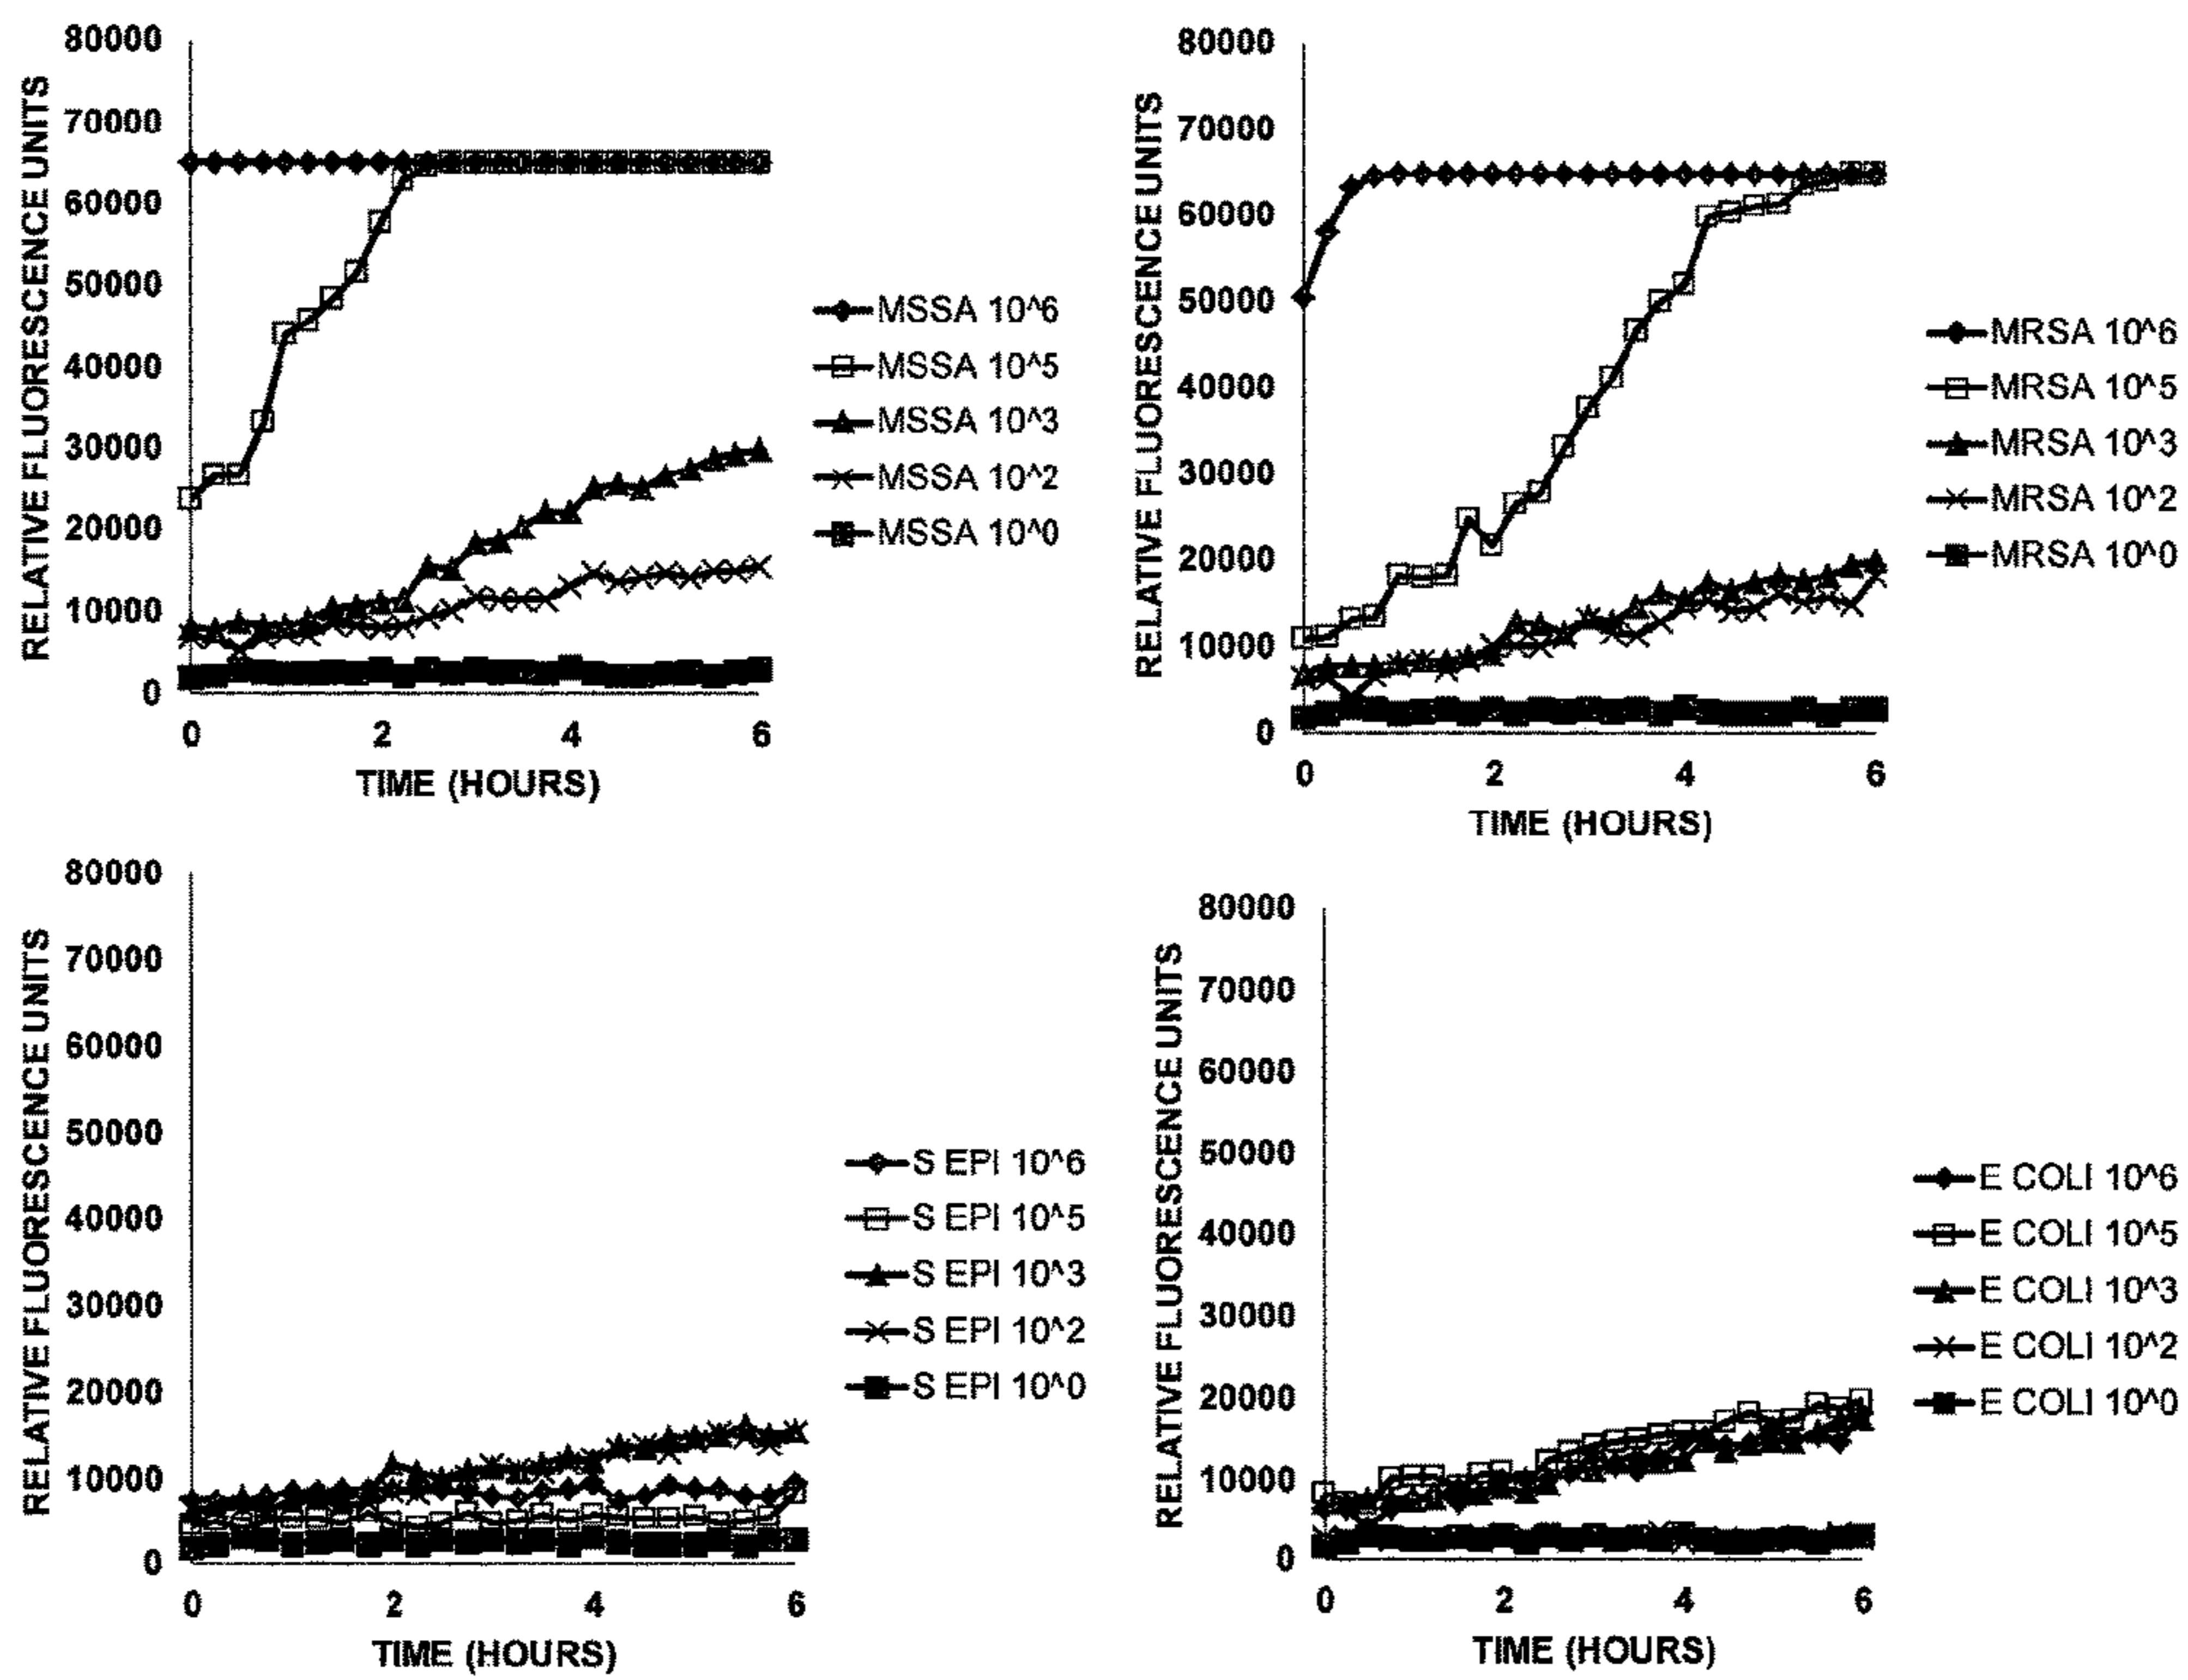 RELATIVE FLUORESCENCE UNITS
80000
70000
60000
50000
40000
30000
20000
10000
0
0 2 4 6
TIME (HOURS)
MSSA 10^6
MSSA 10^5
MSSA 10^3
MSSA 10^2
MSSA 10^0
RELATIVE FLUORESCENCE UNITS
80000
70000
60000
50000
40000
30000
20000
10000
0
0 2 4 6
TIME (HOURS)
MRSA 10^6
MRSA 10^5
MRSA 10^3
MRSA 10^2
MRSA 10^0
RELATIVE FLUORESCENCE UNITS
80000
70000
60000
50000
40000
30000
20000
10000
0
0 2 4 6
TIME (HOURS)
S EPI 10^6
S EPI 10^5
S EPI 10^3
S EPI 10^2
S EPI 10^0
RELATIVE FLUORESCENCE UNITS
80000
70000
60000
50000
40000
30000
20000
10000
0
0 2 4 6
TIME (HOURS)
E COLI 10^6
E COLI 10^5
E COLI 10^3
E COLI 10^2
E COLI 10^0